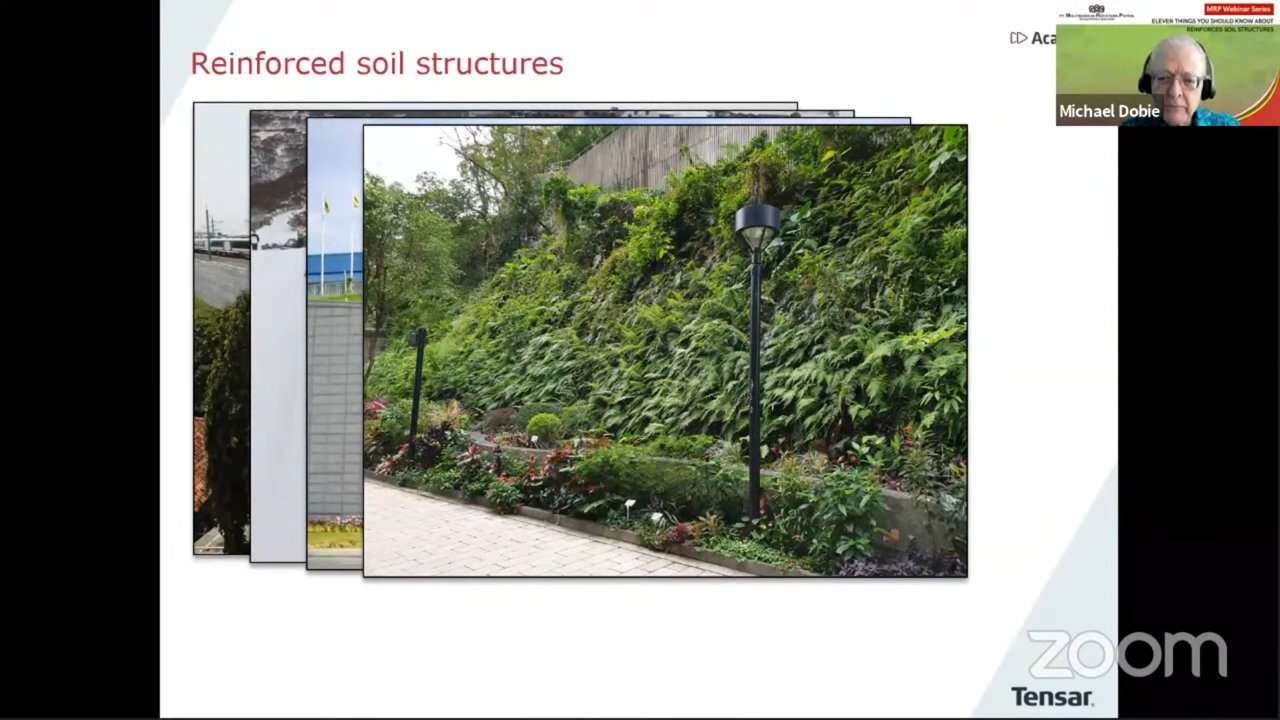 Reinforced soil structures
Aca
MRP Webinar Series
ELEVEN THINGS YOU SHOULD KNOW ABOUT
REINFORCED SOIL STRUCTURES
Michael Dobie
zoom
Tensar